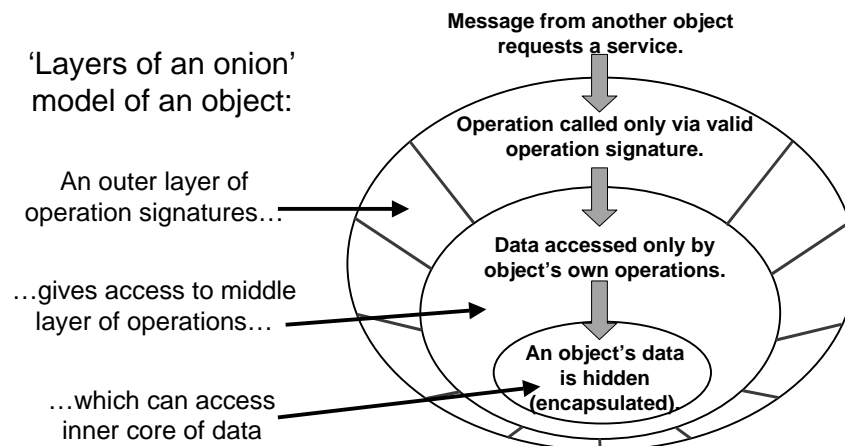 Message from another object
requests a service.
‘Layers of an onion’
model of an object:
Operation called only via valid
operation signature.
An outer layer of
operation signatures…
Data accessed only by
object’s own operations.
…gives access to middle
layer of operations…
An object’s data
is hidden
(encapsulated).
…which can access
inner core of data